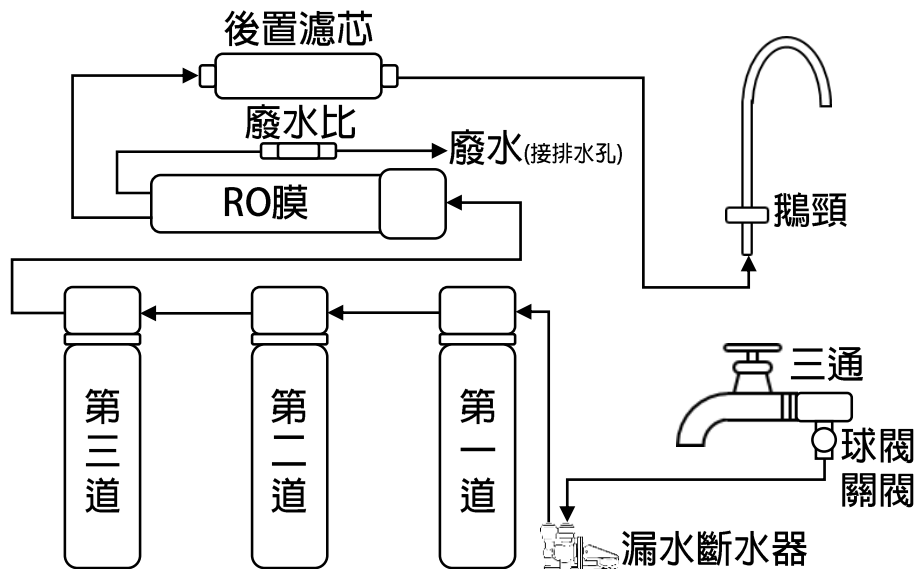 後置濾芯
廢水比
廢水(接排水孔)
RO膜
鵝頸
三通
球閥
關閥
第三道
第二道
第一道
漏水斷水器